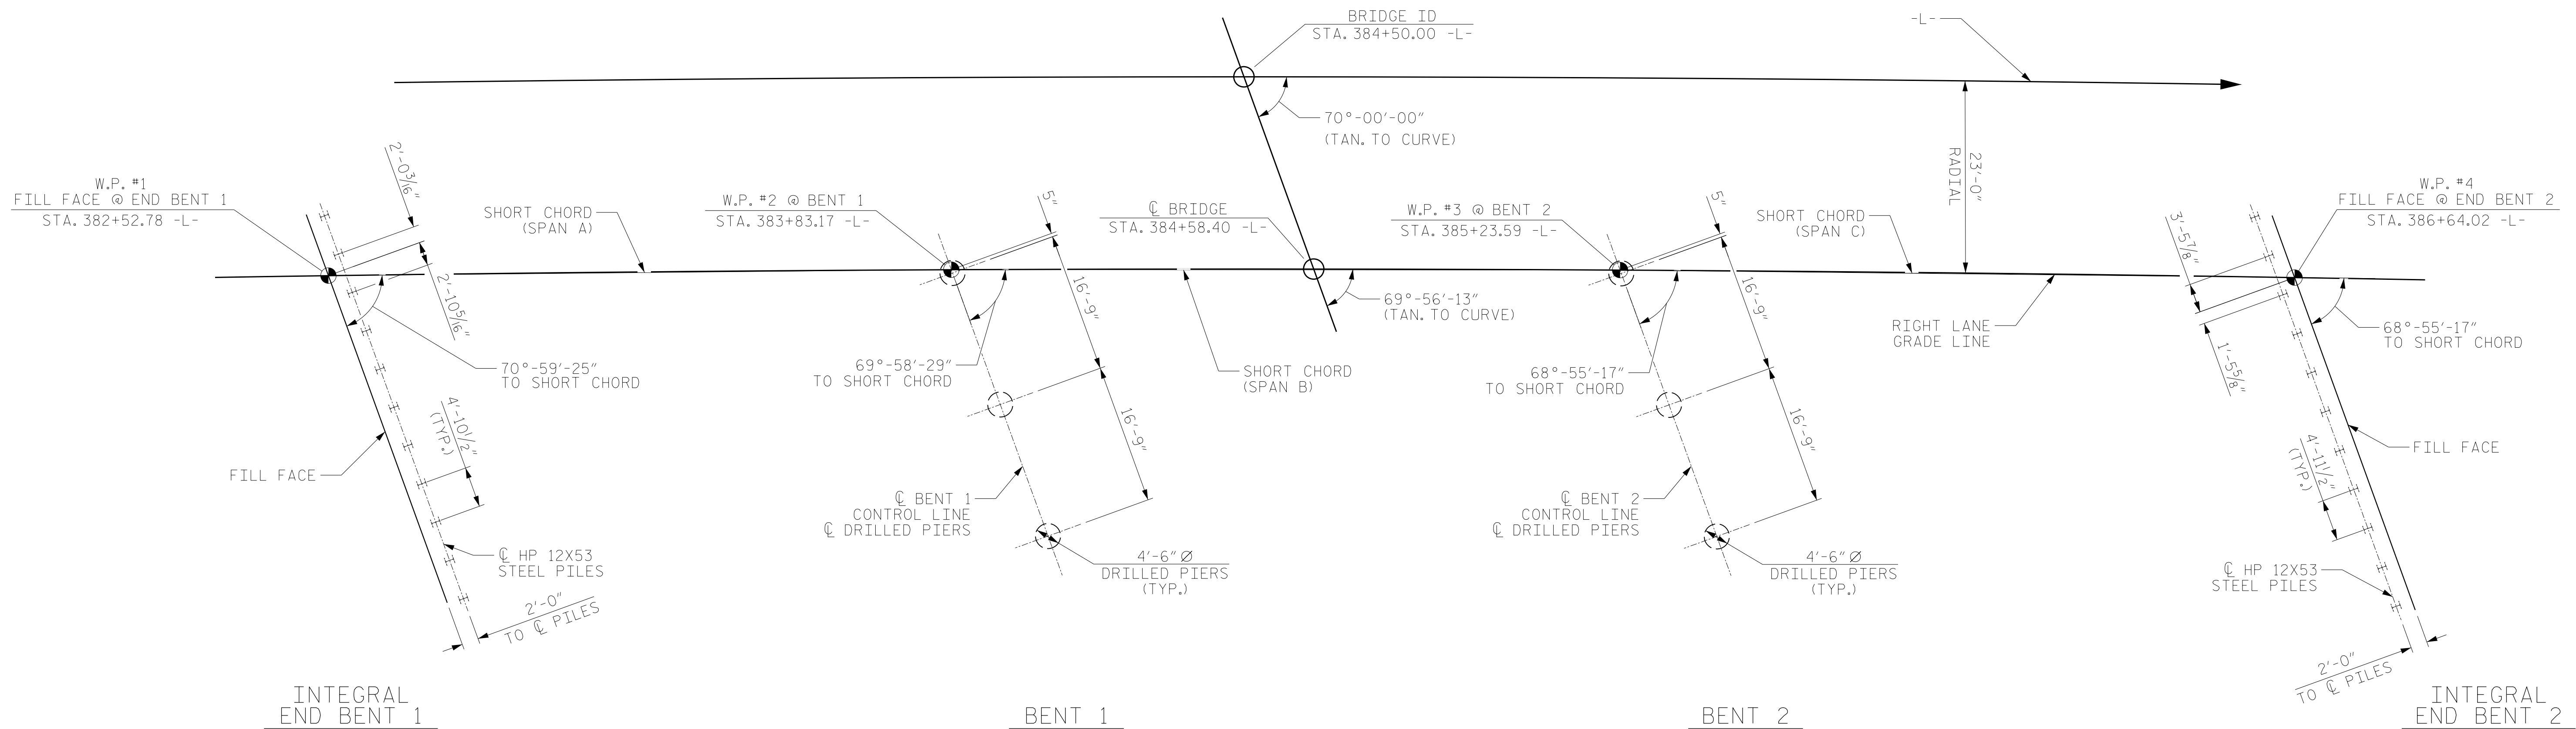 BRIDGE ID
STA. 384+50.00 -L-
-L-
70°-00'-00"
(TAN. TO CURVE)
23'-0"
RADIAL
W.P. #1
FILL FACE @ END BENT 1
STA. 382+52.78 -L-
2'-0 3/16"
2'-10 5/16"
SHORT CHORD
(SPAN A)
70°-59'-25"
TO SHORT CHORD
4'-10 1/2"
(TYP.)
FILL FACE
℄ HP 12X53
STEEL PILES
2'-0"
TO ℄ PILES
INTEGRAL
END BENT 1
W.P. #2 @ BENT 1
STA. 383+83.17 -L-
5"
16'-9"
16'-9"
69°-58'-29"
TO SHORT CHORD
℄ BENT 1
CONTROL LINE
℄ DRILLED PIERS
4'-6" Ø
DRILLED PIERS
(TYP.)
BENT 1
℄ BRIDGE
STA. 384+58.40 -L-
69°-56'-13"
(TAN. TO CURVE)
SHORT CHORD
(SPAN B)
W.P. #3 @ BENT 2
STA. 385+23.59 -L-
5"
16'-9"
16'-9"
68°-55'-17"
TO SHORT CHORD
℄ BENT 2
CONTROL LINE
℄ DRILLED PIERS
4'-6" Ø
DRILLED PIERS
(TYP.)
BENT 2
SHORT CHORD
(SPAN C)
RIGHT LANE
GRADE LINE
W.P. #4
FILL FACE @ END BENT 2
STA. 386+64.02 -L-
3'-5 7/8"
1'-5 5/8"
68°-55'-17"
TO SHORT CHORD
4'-11 1/2"
(TYP.)
FILL FACE
℄ HP 12X53
STEEL PILES
2'-0"
TO ℄ PILES
INTEGRAL
END BENT 2